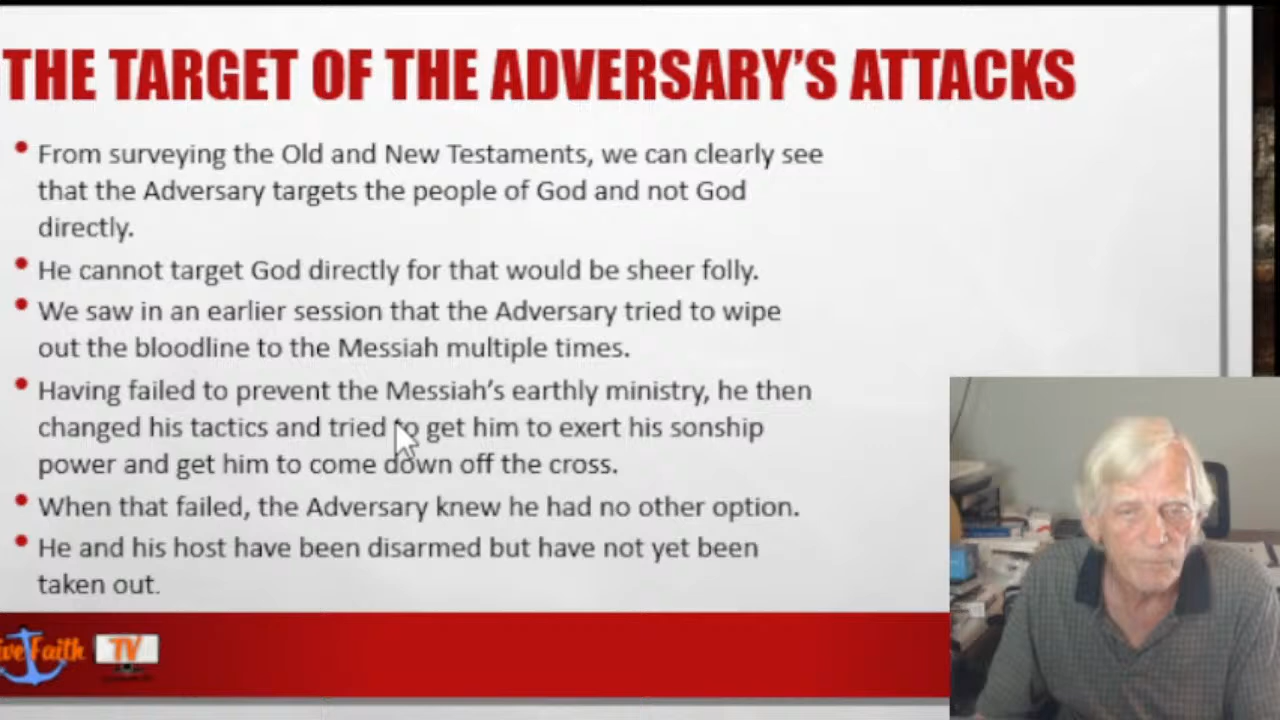 THE TARGET OF THE ADVERSARY'S ATTACKS
• From surveying the Old and New Testaments, we can clearly see
that the Adversary targets the people of God and not God
directly.
• He cannot target God directly for that would be sheer folly.
• We saw in an earlier session that the Adversary tried to wipe
out the bloodline to the Messiah multiple times.
• Having failed to prevent the Messiah's earthly ministry, he then
changed his tactics and tried to get him to exert his sonship
power and get him to come down off the cross.
• When that failed, the Adversary knew he had no other option.
• He and his host have been disarmed but have not yet been
taken out.
ive Faith TV